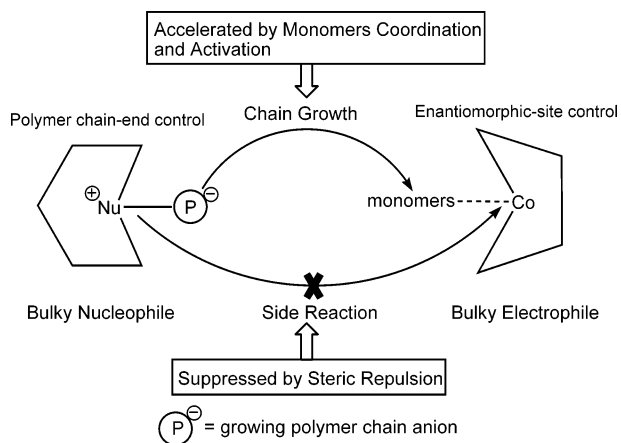 Accelerated by Monomers Coordination
and Activation
Chain Growth
Polymer chain-end control
Enantiomorphic-site control
⊕
Nu
P
⊖
monomers
Co
Bulky Nucleophile
Side Reaction
Bulky Electrophile
Suppressed by Steric Repulsion
P⊖ = growing polymer chain anion